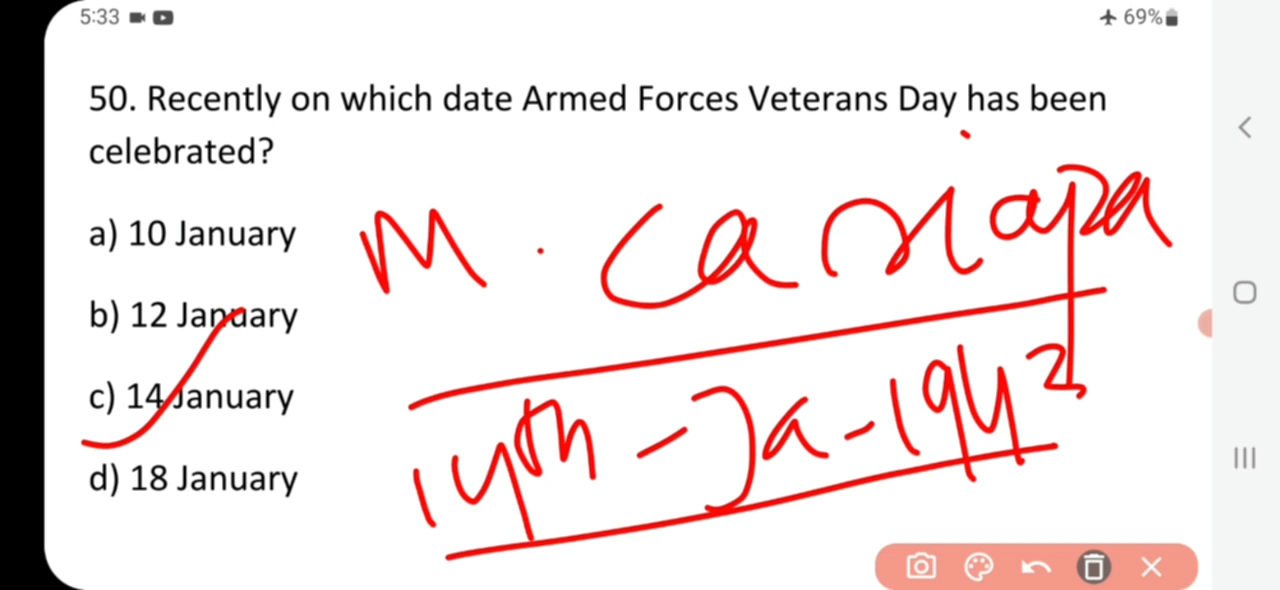 5:33 69%
50. Recently on which date Armed Forces Veterans Day has been
celebrated?
a) 10 January
b) 12 January
c) 14 January
d) 18 January
M. Cariapa
14th - Ja - 1942